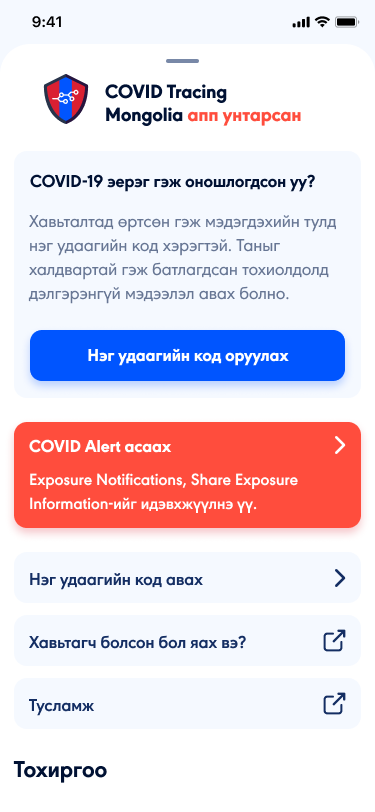 9:41
COVID Tracing
Mongolia апп унтарсан
COVID-19 эерэг гэж оношлогдсон уу?
Хавьталтад өртсөн гэж мэдэгдэхийн тулд
нэг удаагийн код хэрэгтэй. Таныг
халдвартай гэж батлагдсан тохиолдолд
дэлгэрэнгүй мэдээлэл авах болно.
Нэг удаагийн код оруулах
COVID Alert асаах
Exposure Notifications, Share Exposure
Information-ийг идэвхжүүлнэ үү.
Нэг удаагийн код авах
Хавьтагч болсон бол яах вэ?
Тусламж
Тохиргоо